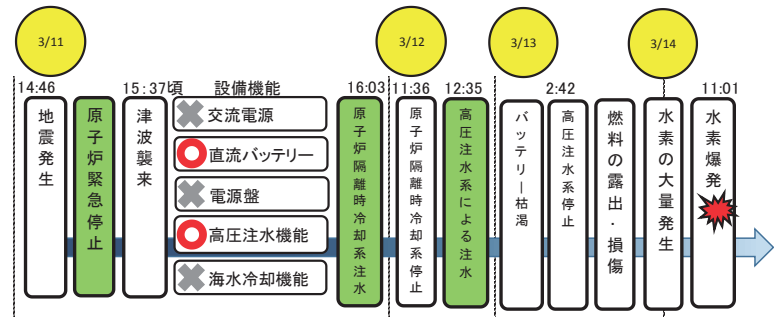 3/11
3/12
3/13
3/14
14:46
15:37頃
設備機能
16:03
11:36
12:35
2:42
11:01
地震発生
原子炉緊急停止
津波襲来
交流電源
直流バッテリー
電源盤
高圧注水機能
海水冷却機能
原子炉隔離時冷却系注水
原子炉隔離時冷却系停止
高圧注水系による注水
バッテリー枯渇
高圧注水系停止
燃料の露出・損傷
水素の大量発生
水素爆発